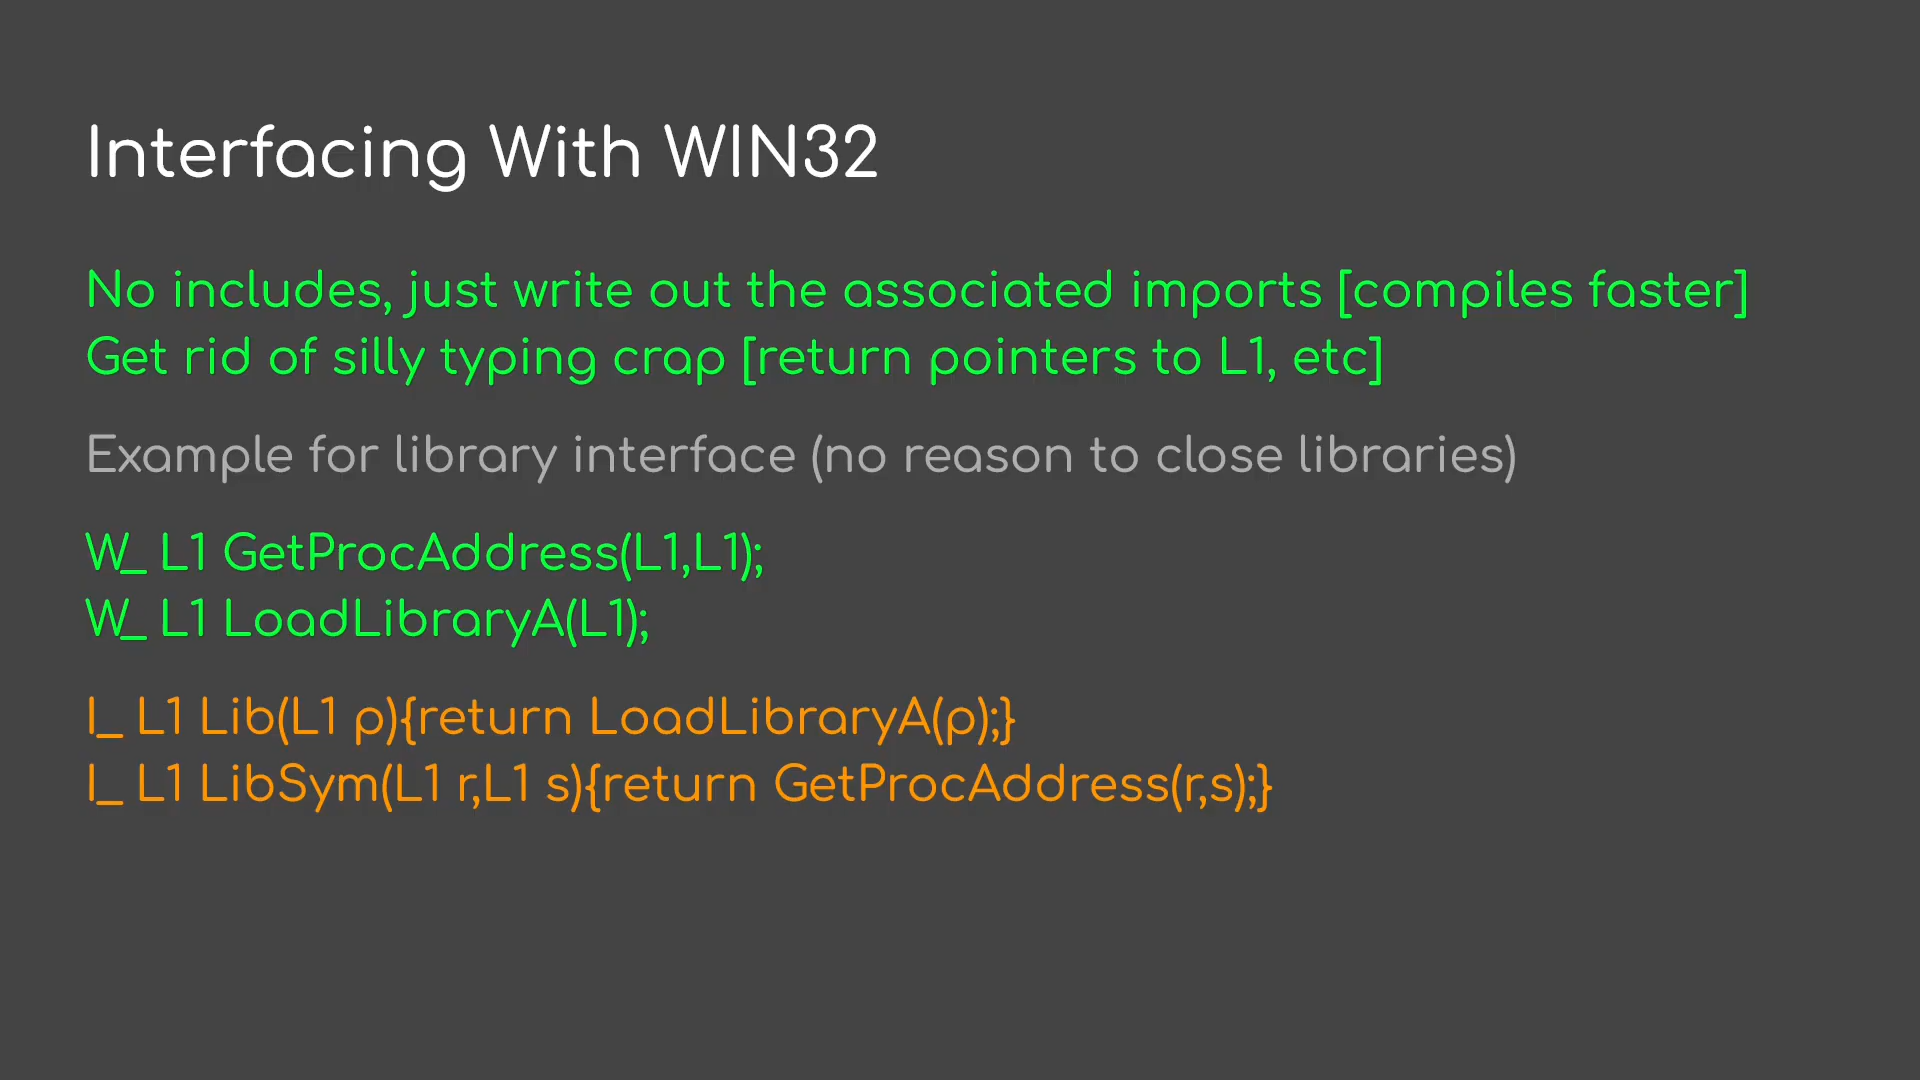 Interfacing With WIN32
No includes, just write out the associated imports [compiles faster]
Get rid of silly typing crap [return pointers to L1, etc]
Example for library interface (no reason to close libraries)
W_ L1 GetProcAddress(L1,L1);
W_ L1 LoadLibraryA(L1);
I_ L1 Lib(L1 p){return LoadLibraryA(p);}
I_ L1 LibSym(L1 r,L1 s){return GetProcAddress(r,s);}